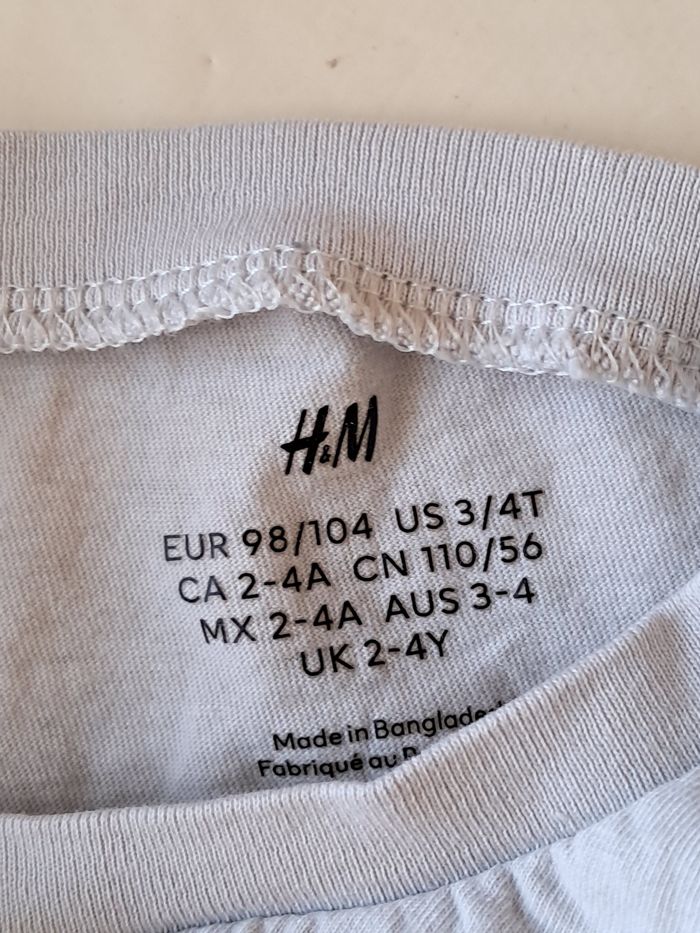 H&M
EUR 98/104 US 3/4T
CA 2-4A CN 110/56
MX 2-4A AUS 3-4
UK 2-4Y
Made in
Fabriqué au